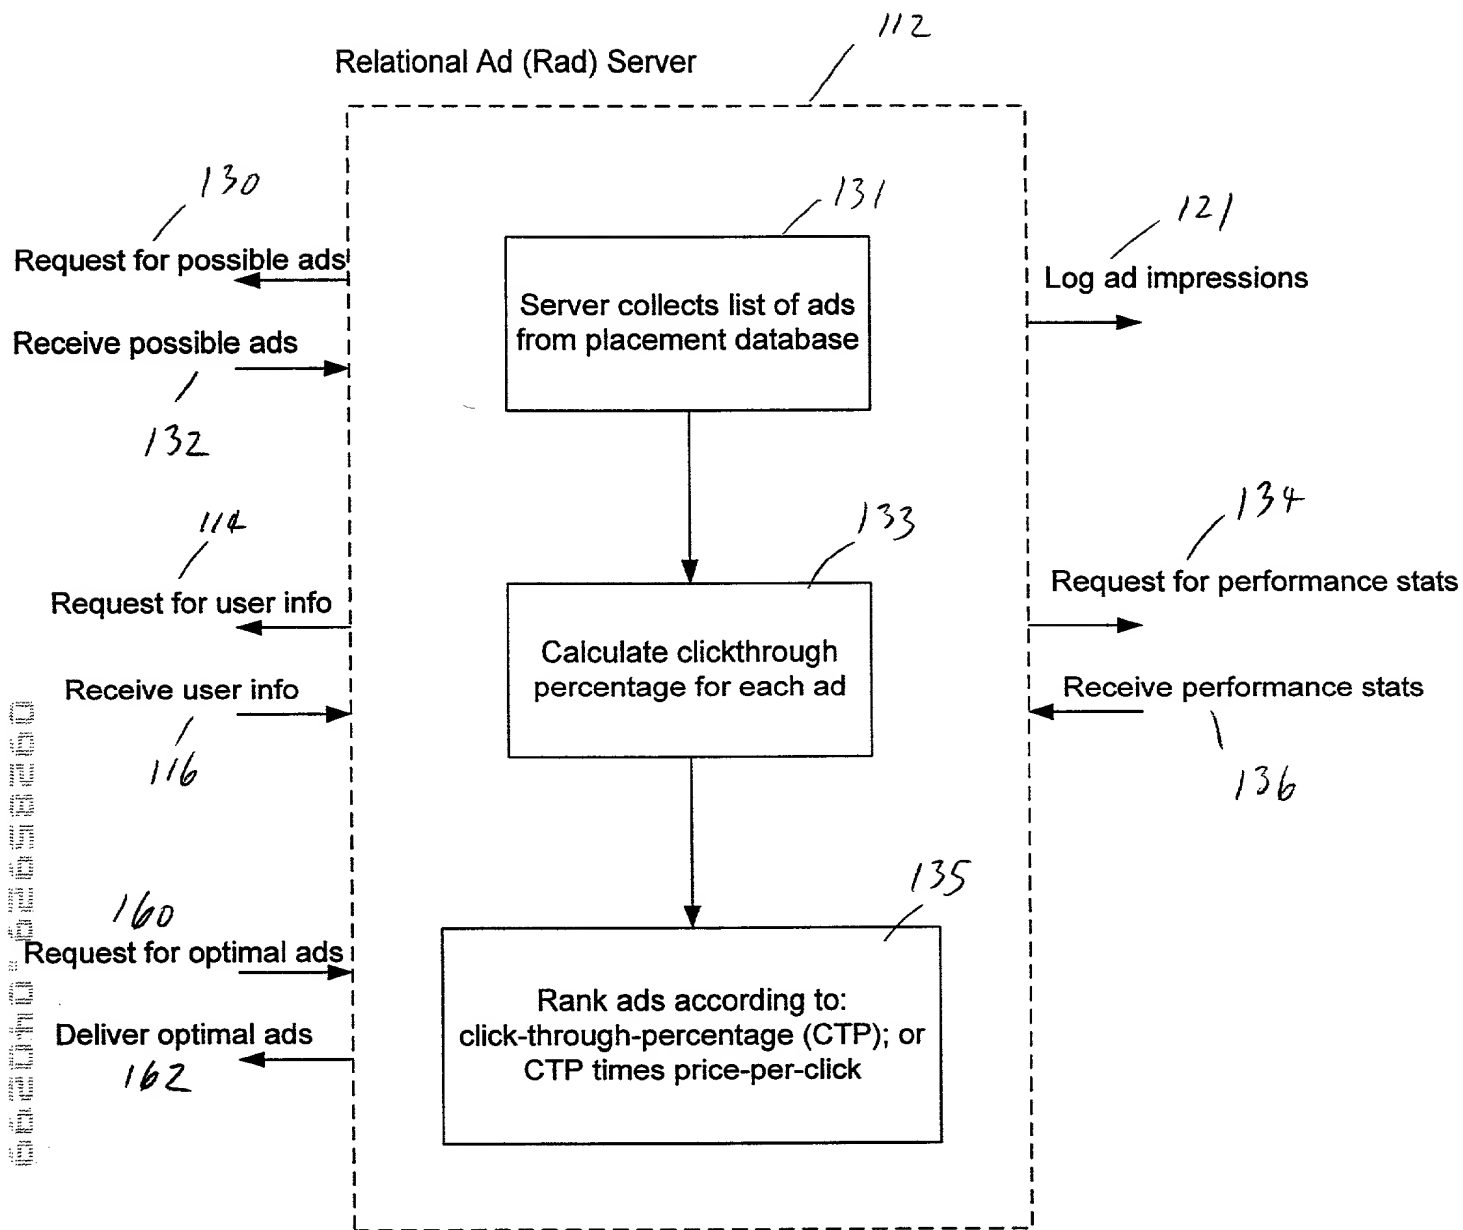 112
Relational Ad (Rad) Server
130
131
121
Request for possible ads
Server collects list of ads
from placement database
Log ad impressions
Receive possible ads
132
114
133
134
Request for user info
Calculate clickthrough
percentage for each ad
Request for performance stats
Receive user info
Receive performance stats
116
136
160
135
Request for optimal ads
Rank ads according to:
click-through-percentage (CTP); or
CTP times price-per-click
Deliver optimal ads
162